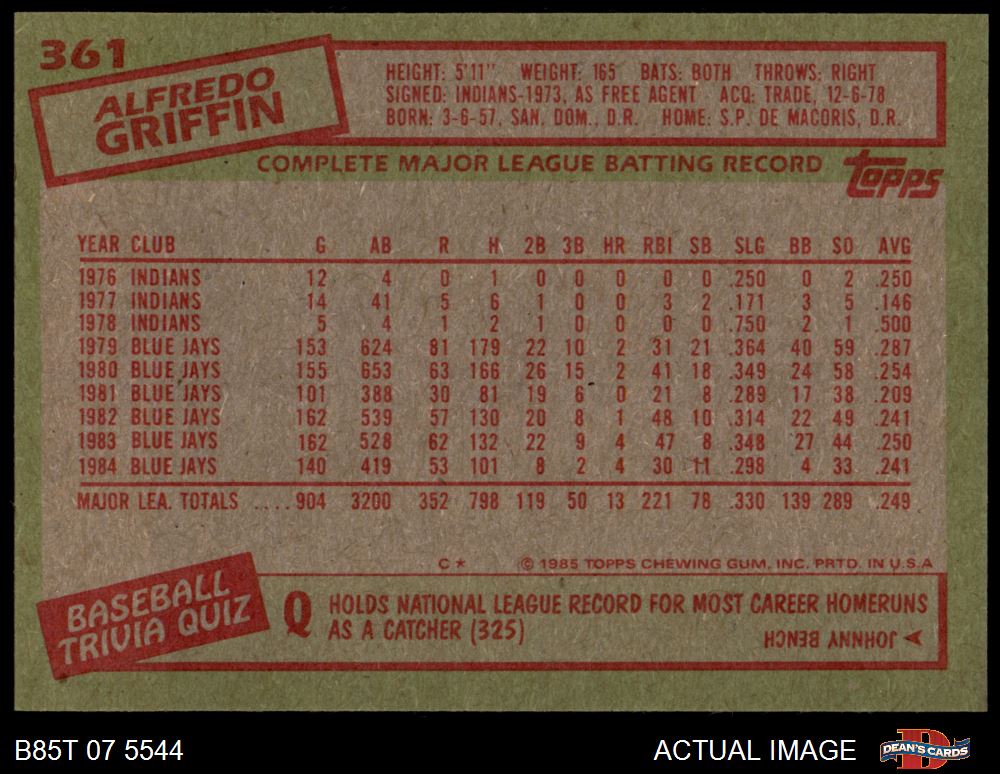 361
ALFREDO
GRIFFIN
HEIGHT: 5'11" WEIGHT: 165 BATS: BOTH THROWS: RIGHT
SIGNED: INDIANS-1973, AS FREE AGENT ACQ: TRADE, 12-6-78
BORN: 3-6-57, SAN. DOM., D.R. HOME: S.P. DE MACORIS, D.R.
COMPLETE MAJOR LEAGUE BATTING RECORD
topps
YEAR CLUB G AB R H 2B 3B HR RBI SB SLG BB SO AVG
1976 INDIANS 12 4 0 1 0 0 0 0 0 .250 0 2 .250
1977 INDIANS 14 41 5 6 1 0 0 3 2 .171 3 5 .146
1978 INDIANS 5 4 1 2 1 0 0 0 0 .750 2 1 .500
1979 BLUE JAYS 153 624 81 179 22 10 2 31 21 .364 40 59 .287
1980 BLUE JAYS 155 653 63 166 26 15 2 41 18 .349 24 58 .254
1981 BLUE JAYS 101 388 30 81 19 6 0 21 8 .289 17 38 .209
1982 BLUE JAYS 162 539 57 130 20 8 1 48 10 .314 22 49 .241
1983 BLUE JAYS 162 528 62 132 22 9 4 47 8 .348 27 44 .250
1984 BLUE JAYS 140 419 53 101 8 2 4 30 11 .298 4 33 .241
MAJOR LEA. TOTALS ....904 3200 352 798 119 50 13 221 78 .330 139 289 .249
C* © 1985 TOPPS CHEWING GUM, INC. PRTD. IN U.S.A
BASEBALL
TRIVIA QUIZ
Q HOLDS NATIONAL LEAGUE RECORD FOR MOST CAREER HOMERUNS
AS A CATCHER (325)
JOHNNY BENCH
B85T 07 5544
ACTUAL IMAGE
DEAN'S CARDS